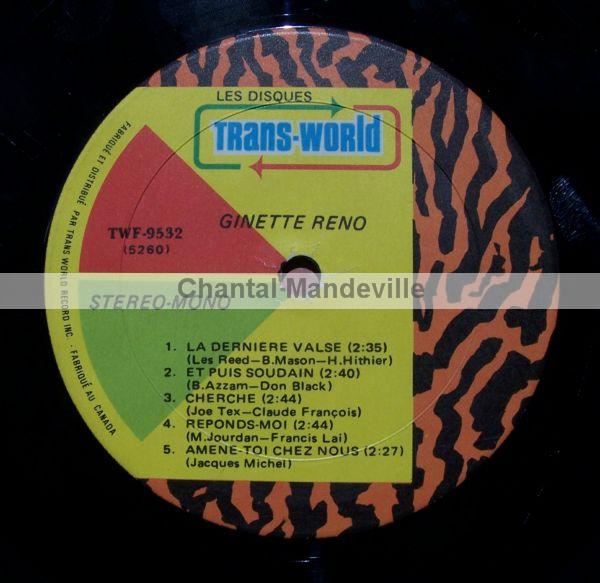 LES DISQUES
TRANS-WORLD
GINETTE RENO
TWF-9532
(5260)
Chantal Mandeville
STEREO-MONO
1. LA DERNIERE VALSE (2:35)
(Les Reed—B.Mason—H.Hithier)
2. ET PUIS SOUDAIN (2:40)
(B.Azzam—Don Black)
3. CHERCHE (2:44)
(Joe Tex—Claude François)
4. REPONDS-MOI (2:44)
(M.Jourdan—Francis Lai)
5. AMENE-TOI CHEZ NOUS (2:27)
(Jacques Michel)
FABRIQUÉ ET DISTRIBUÉ PAR TRANS WORLD RECORD INC. · FABRIQUÉ AU CANADA